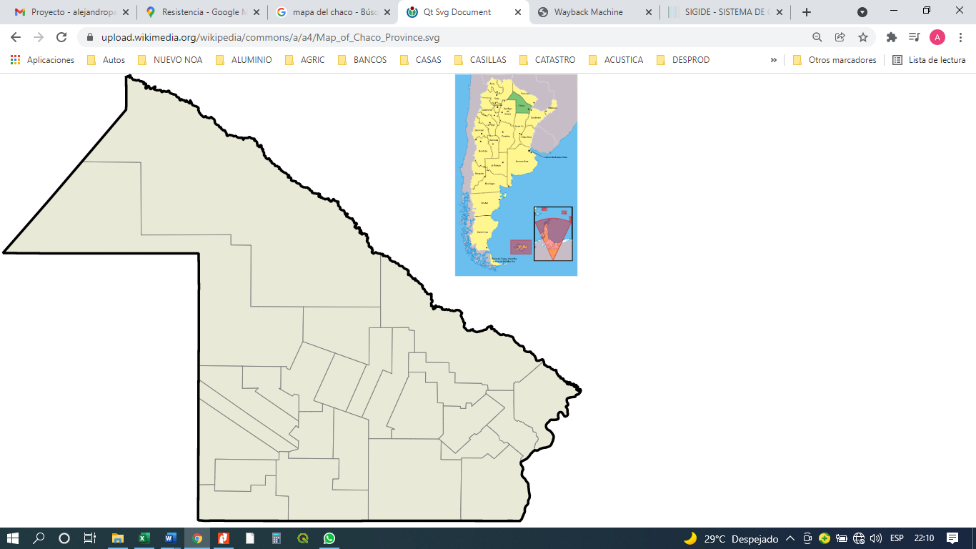 Proyecto - alejandropa
Resistencia - Google M
mapa del chaco - Búsc
Qt Svg Document
Wayback Machine
SIGIDE - SISTEMA DE
upload.wikimedia.org/wikipedia/commons/a/a4/Map_of_Chaco_Province.svg
A
Aplicaciones
Autos
NUEVO NOA
ALUMINIO
AGRIC
BANCOS
CASAS
CASILLAS
CATASTRO
ACUSTICA
DESPROD
»
Otros marcadores
Lista de lectura
29°C Despejado
ESP
22:10